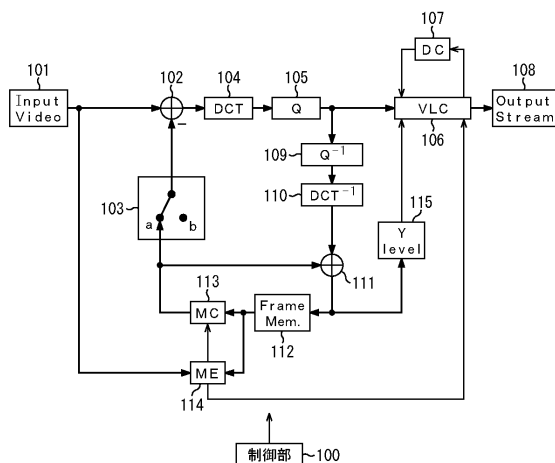 107
101
102
104
105
DC
108
Input
Video
DCT
Q
VLC
Output
Stream
−
106
109
Q⁻¹
103
110
DCT⁻¹
115
a
b
Y
level
113
111
MC
Frame
Mem.
112
ME
114
制御部
100